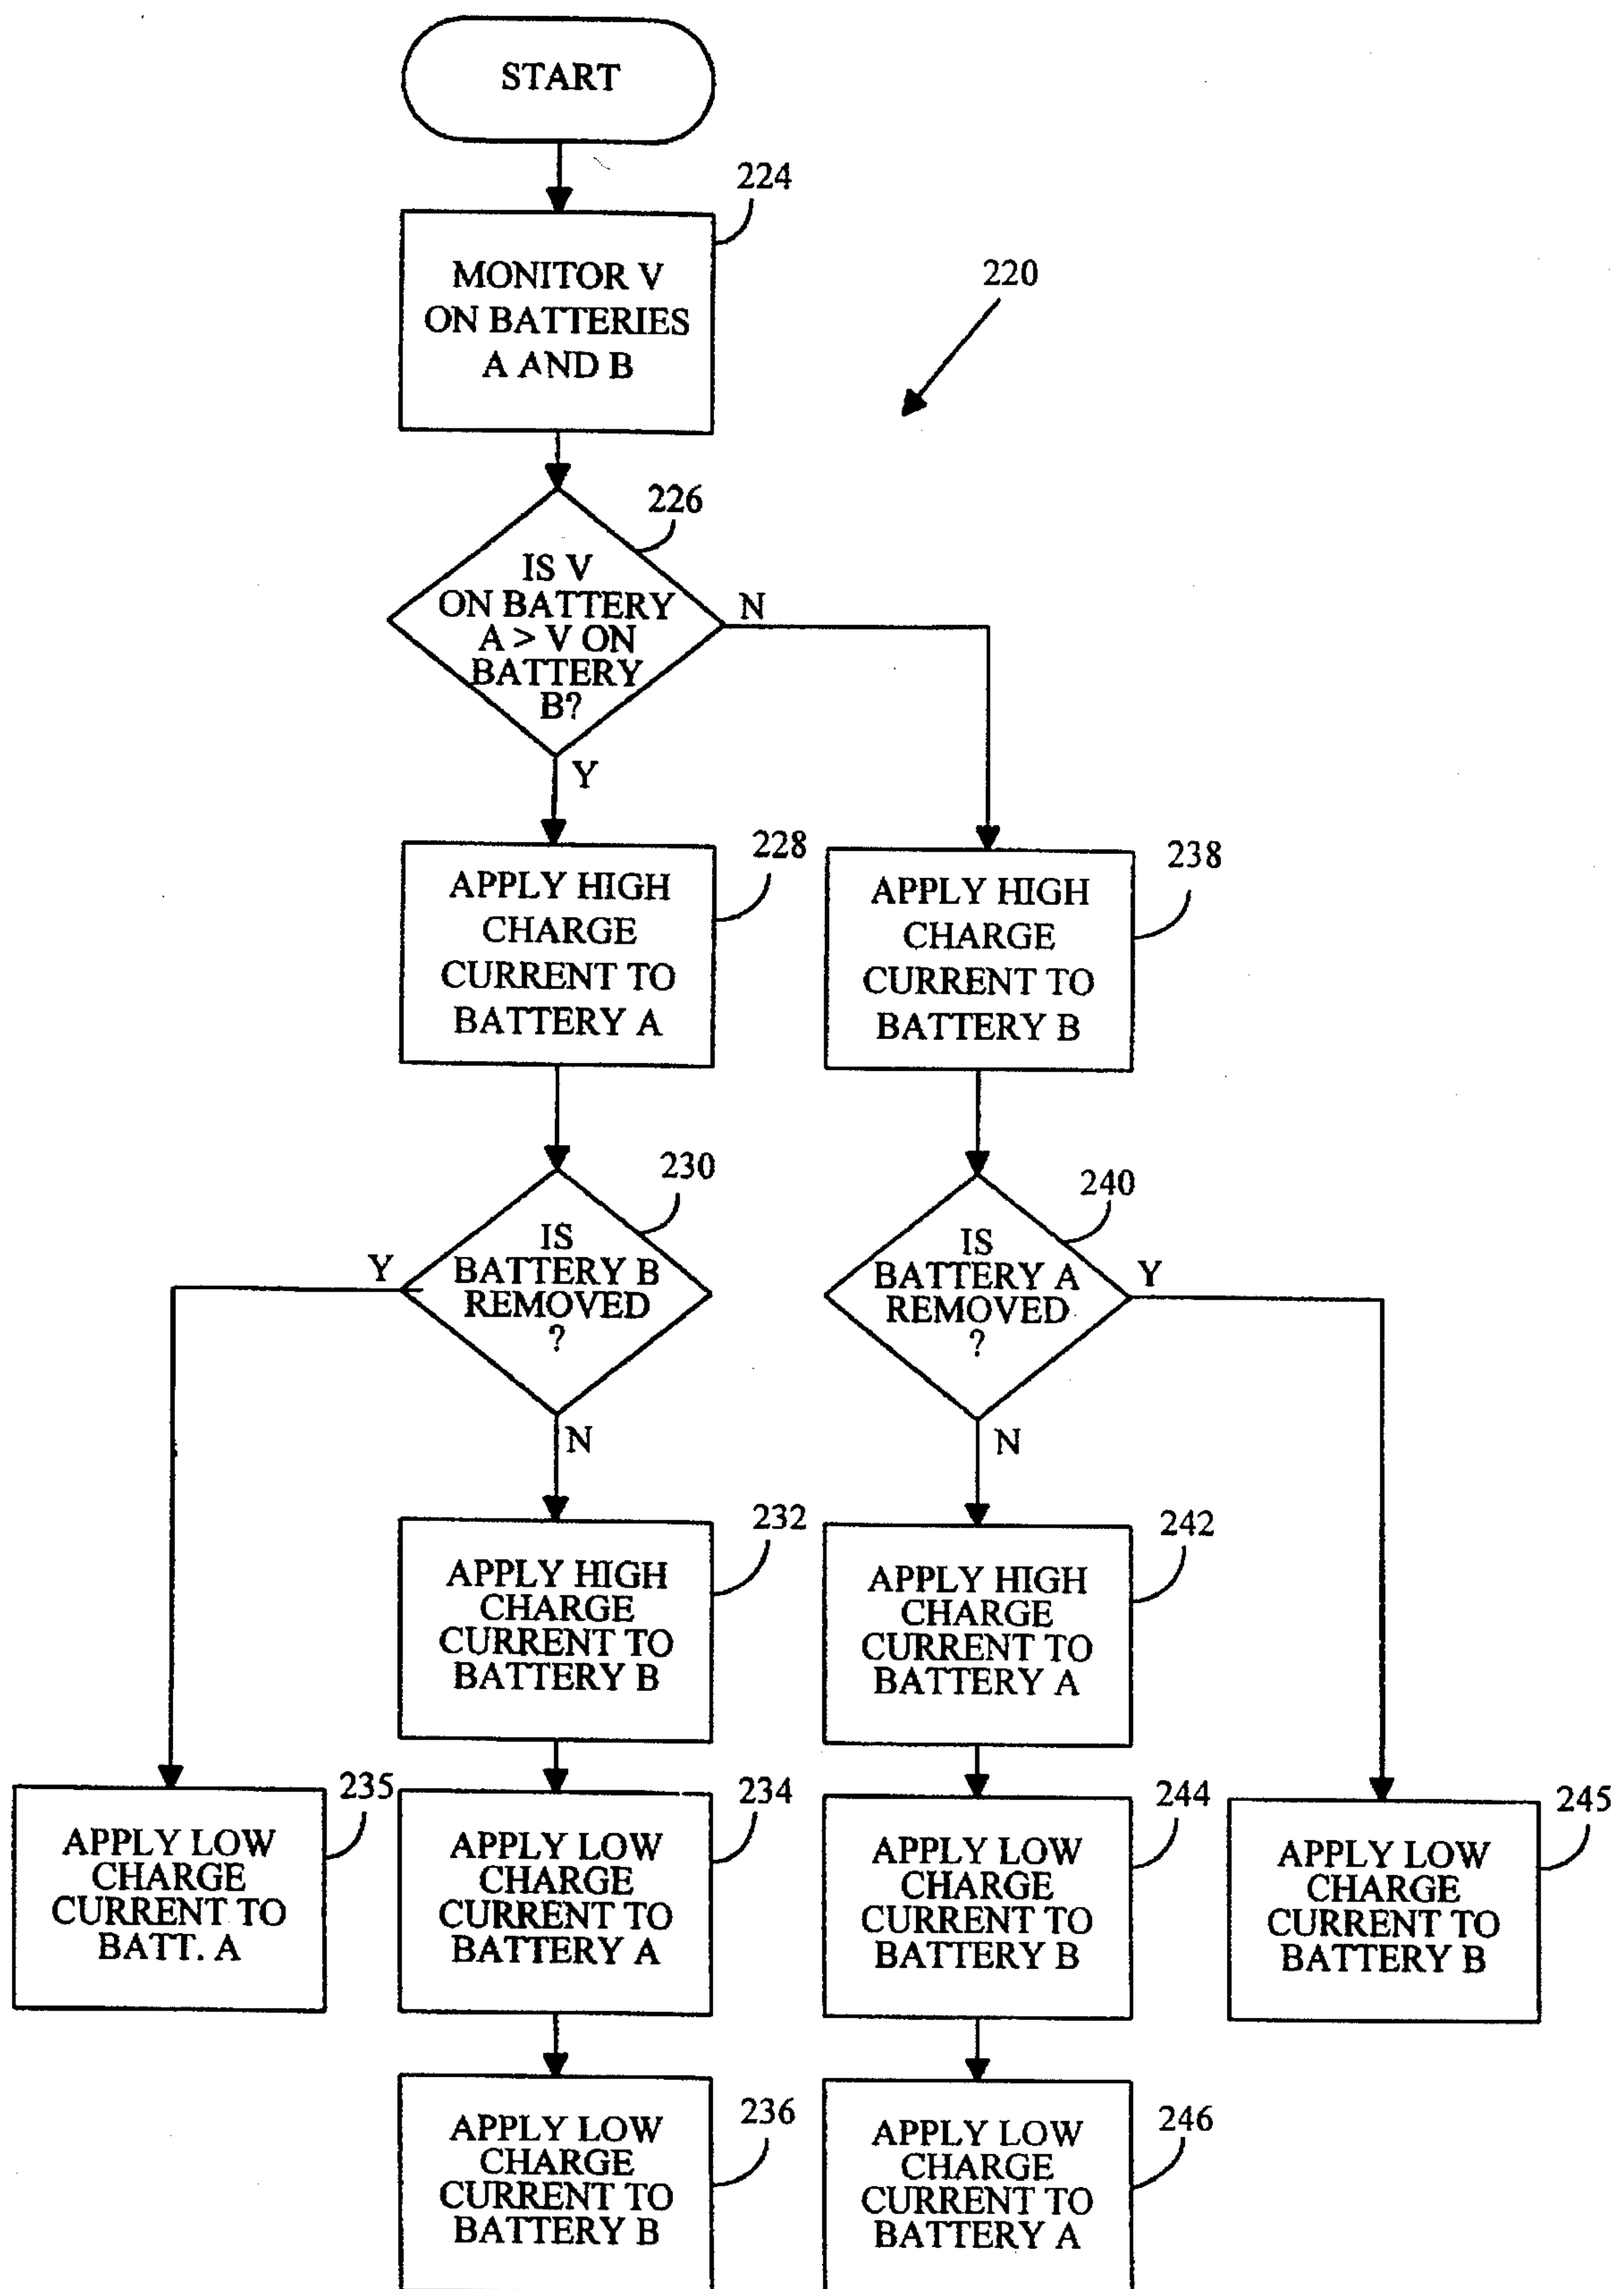 START
224
MONITOR V
ON BATTERIES
A AND B
220
226
IS V
ON BATTERY
A > V ON
BATTERY
B?
N
Y
228
APPLY HIGH
CHARGE
CURRENT TO
BATTERY A
238
APPLY HIGH
CHARGE
CURRENT TO
BATTERY B
230
IS
BATTERY B
REMOVED
?
Y
N
240
IS
BATTERY A
REMOVED
?
Y
N
232
APPLY HIGH
CHARGE
CURRENT TO
BATTERY B
242
APPLY HIGH
CHARGE
CURRENT TO
BATTERY A
235
APPLY LOW
CHARGE
CURRENT TO
BATT. A
234
APPLY LOW
CHARGE
CURRENT TO
BATTERY A
244
APPLY LOW
CHARGE
CURRENT TO
BATTERY B
245
APPLY LOW
CHARGE
CURRENT TO
BATTERY B
236
APPLY LOW
CHARGE
CURRENT TO
BATTERY B
246
APPLY LOW
CHARGE
CURRENT TO
BATTERY A